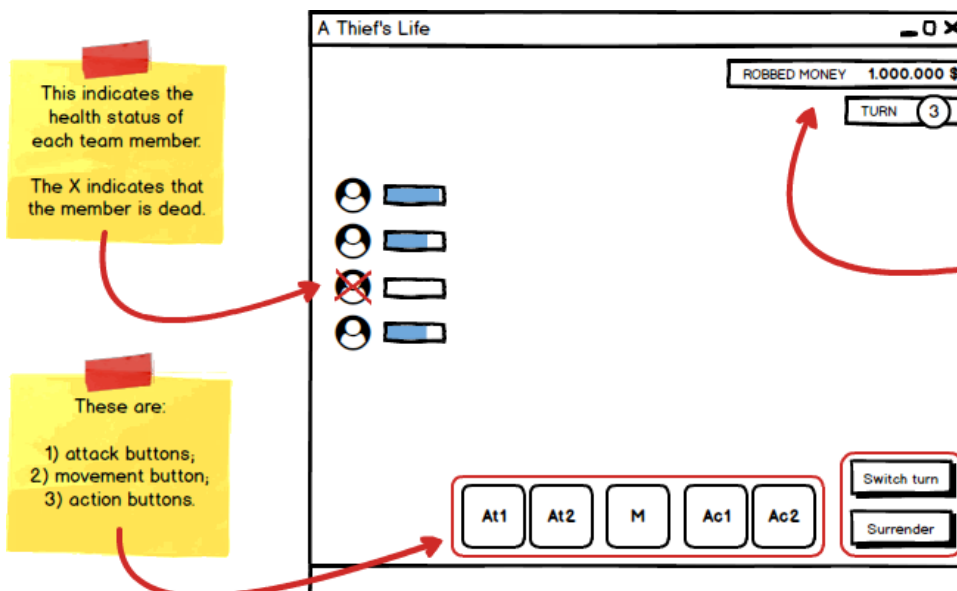 A Thief's Life
This indicates the
health status of
each team member.
The X indicates that
the member is dead.
ROBBED MONEY 1.000.000 $
TURN 3
These are:
1) attack buttons;
2) movement button;
3) action buttons.
At1 At2 M Ac1 Ac2
Switch turn
Surrender